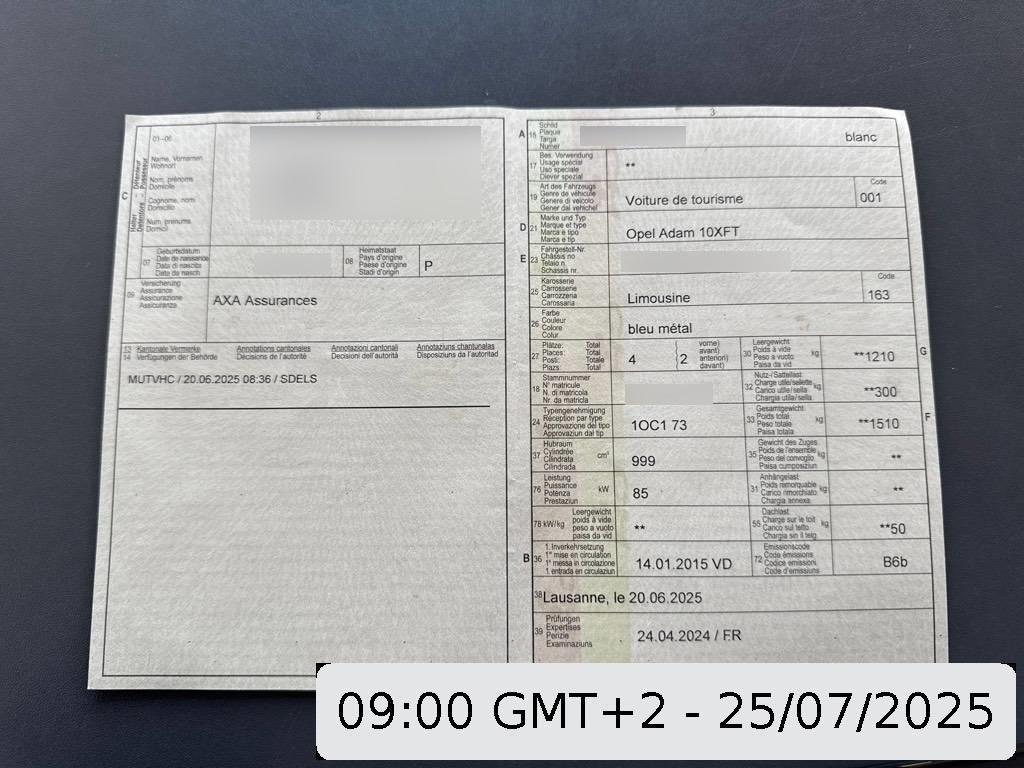 2
01–06
Name, Vornamen
Wohnort
Nom, prénoms
Domicile
Cognome, nomi
Domicilio
Num, prenums
Domicil
C
Halter Détenteur
Detentore Possessur
07
Geburtsdatum
Date de naissance
Data di nascita
Data da nasch.
08
Heimatstaat
Pays d'origine
Paese d'origine
Stadi d'origin
P
09
Versicherung
Assurance
Assicurazione
Assicuranza
AXA Assurances
13 Kantonale Vermerke Annotations cantonales Annotazioni cantonali Annotaziuns chantunalas
14 Verfügungen der Behörde Décisions de l'autorité Decisioni dell'autorità Disposiziuns da l'autoritad
MUTVHC / 20.06.2025 08:36 / SDELS
3
A 15
Schild
Plaque
Targa
Numer
blanc
17
Bes. Verwendung
Usage spécial
Uso speciale
Diever spezial
**
19
Art des Fahrzeugs
Genre de véhicule
Genere di veicolo
Gener dal vehichel
Voiture de tourisme
Code
001
D 21
Marke und Typ
Marque et type
Marca e tipo
Marca e tip
Opel Adam 10XFT
E 23
Fahrgestell-Nr.
Châssis no
Telaio n.
Schassis nr.
25
Karosserie
Carrosserie
Carrozzeria
Carossaria
Limousine
Code
163
26
Farbe
Couleur
Colore
Colur
bleu métal
27
Plätze: Total
Places: Total
Posti: Totale
Plazs: Totale
4
2
vorne)
avant)
anteriori)
davant)
30
Leergewicht
Poids à vide
Peso a vuoto
Paisa da vid
kg
**1210
G
18
Stammnummer
N° matricule
N. di matricola
Nr. da matricla
32
Nutz-/Sattellast
Charge utile/sellette
Carico utile/sella
Chargia utila/sella
kg
**300
24
Typengenehmigung
Réception par type
Approvazione del tipo
Approvaziun dal tip
1OC1 73
33
Gesamtgewicht
Poids total
Peso totale
Paisa totala
kg
**1510
F
37
Hubraum
Cylindrée
Cilindrata
Cilindrada
cm³
999
35
Gewicht des Zuges
Poids de l'ensemble
Peso del convoglio
Paisa cumposiziun
kg
**
76
Leistung
Puissance
Potenza
Prestaziun
kW
85
31
Anhängelast
Poids remorquable
Carico rimorchiato
Chargia annexa
kg
**
78 kW/kg
Leergewicht
poids à vide
peso a vuoto
paisa da vid
**
55
Dachlast
Charge sur le toit
Carico sul tetto
Chargia sin il tetg
kg
**50
B 36
1. Inverkehrsetzung
1re mise en circulation
1a messa in circolazione
1. entrada en circulaziun
14.01.2015 VD
72
Emissionscode
Code émissions
Codice emissioni
Code d'emissiuns
B6b
38 Lausanne, le 20.06.2025
39
Prüfungen
Expertises
Perizie
Examinaziuns
24.04.2024 / FR
09:00 GMT+2 - 25/07/2025